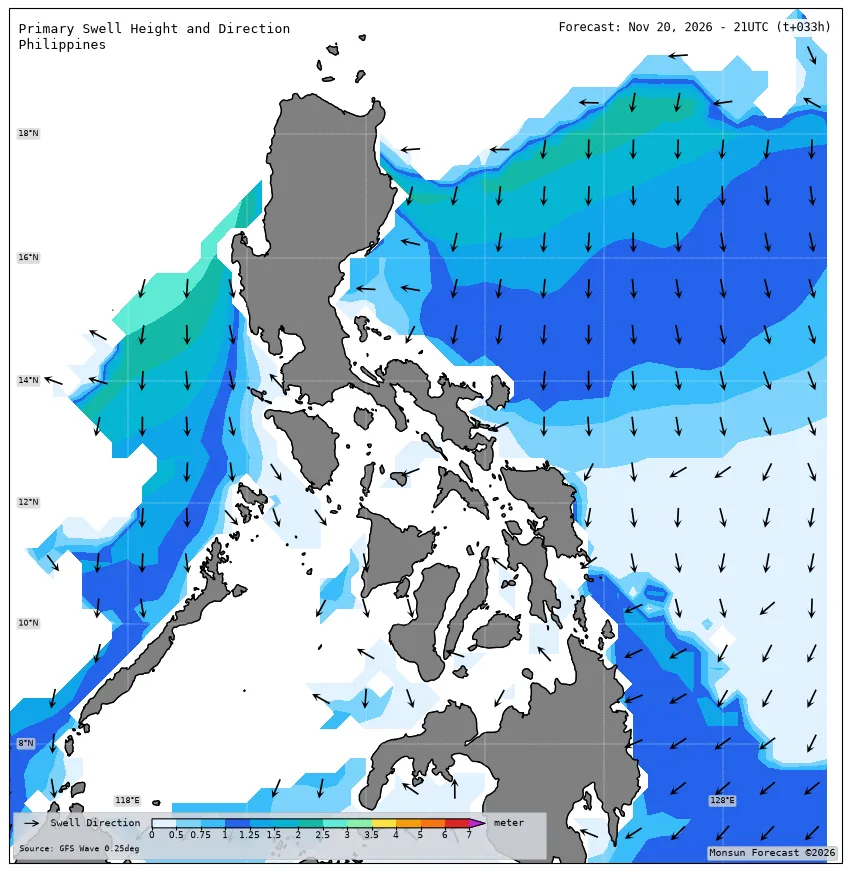 Primary Swell Height and Direction
Philippines
Forecast: Nov 20, 2026 - 21UTC (t+033h)
18°N
16°N
14°N
12°N
10°N
8°N
118°E
128°E
Swell Direction
0 0.5 0.75 1 1.25 1.5 2 2.5 3 3.5 4 5 6 7
meter
Source: GFS Wave 0.25deg
Monsun Forecast ©2026